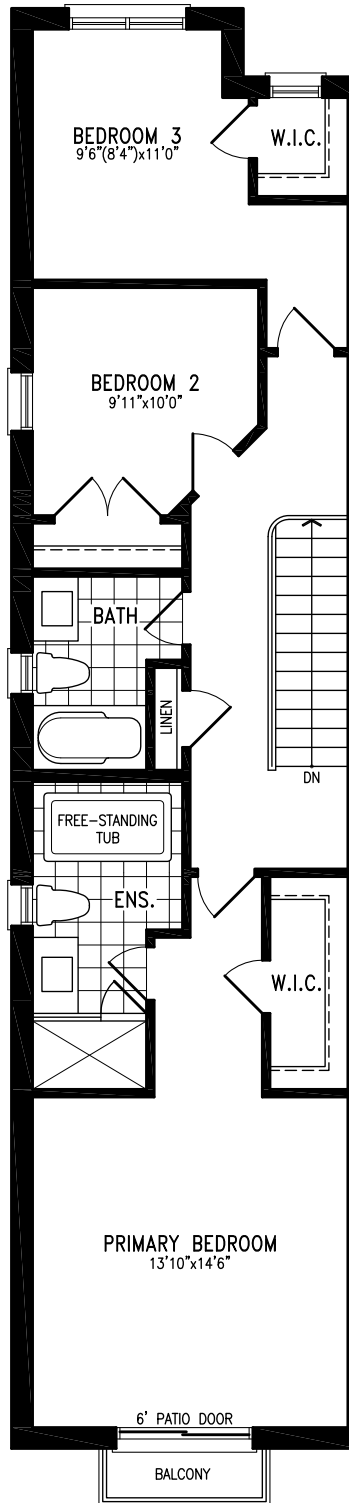 BEDROOM 3
9'6"(8'4")x11'0"
W.I.C.
BEDROOM 2
9'11"x10'0"
BATH
LINEN
DN
FREE-STANDING
TUB
ENS.
W.I.C.
PRIMARY BEDROOM
13'10"x14'6"
6' PATIO DOOR
BALCONY